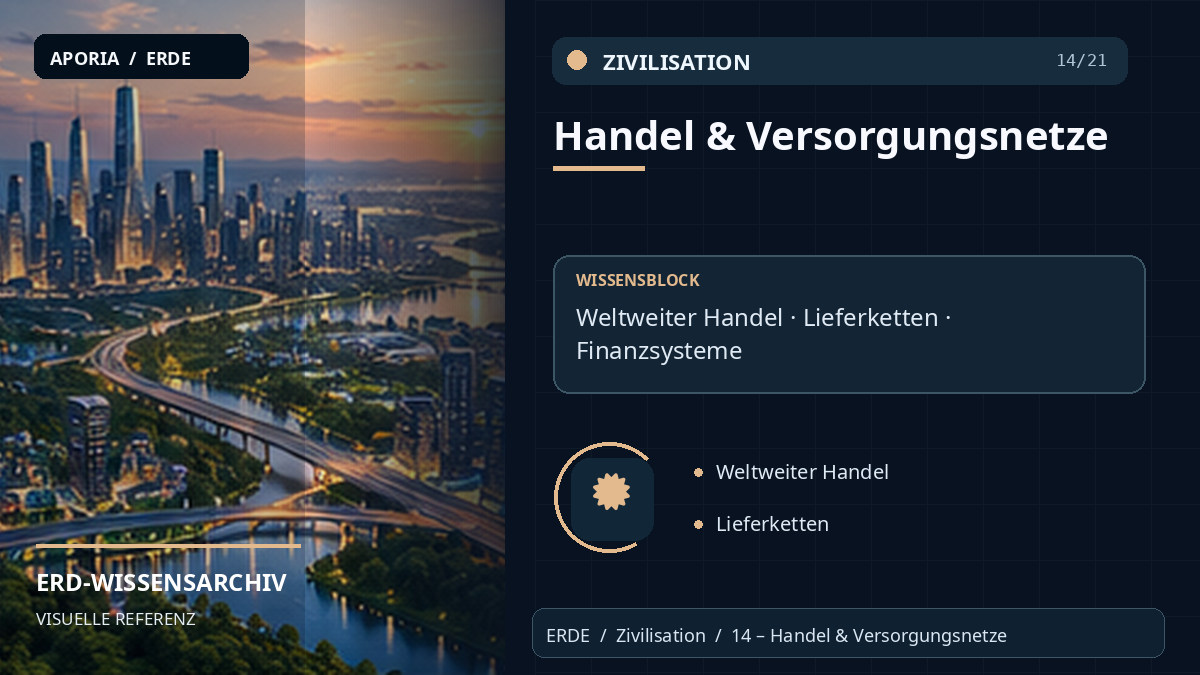 APORIA / ERDE
ERD-WISSENSARCHIV
VISUELLE REFERENZ
ZIVILISATION
14/21
Handel & Versorgungsnetze
WISSENSBLOCK
Weltweiter Handel · Lieferketten ·
Finanzsysteme
Weltweiter Handel
Lieferketten
ERDE / Zivilisation / 14 – Handel & Versorgungsnetze